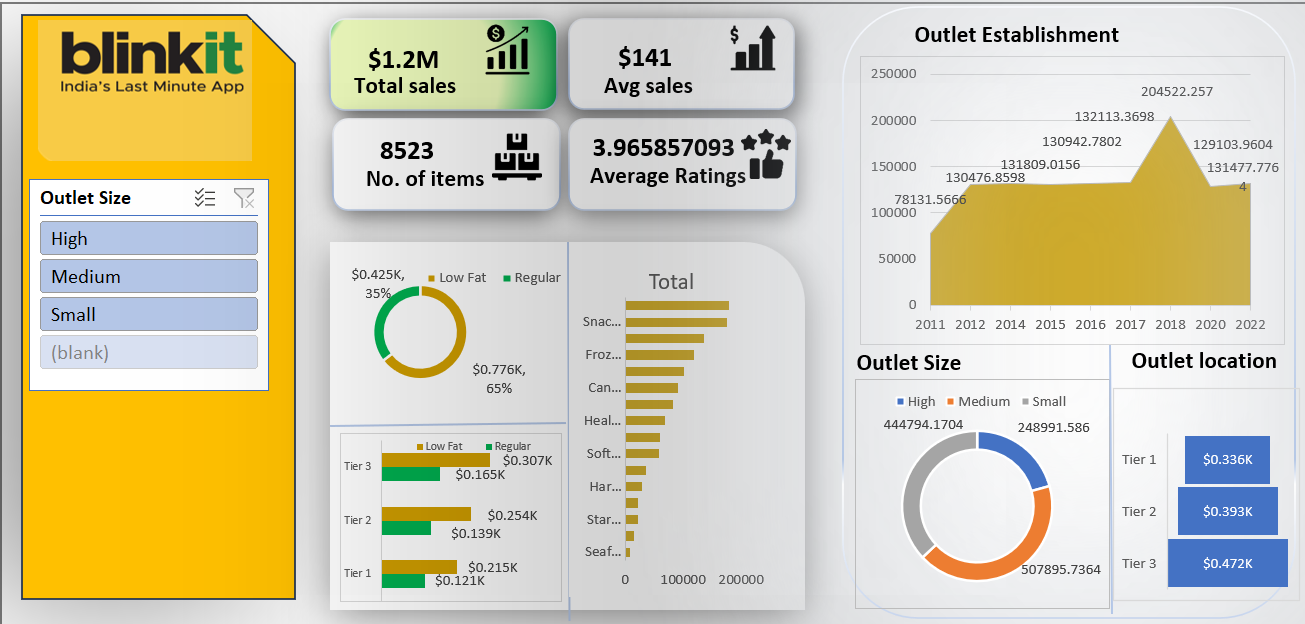 blinkit
India's Last Minute App
Outlet Size
High
Medium
Small
(blank)
$1.2M
Total sales
$141
Avg sales
8523
No. of items
3.965857093
Average Ratings
$0.425K,
35%
Low Fat
Regular
$0.776K,
65%
Low Fat
Regular
Tier 3
$0.307K
$0.165K
Tier 2
$0.254K
$0.139K
Tier 1
$0.215K
$0.121K
Total
Snac...
Froz...
Can...
Heal...
Soft...
Har...
Star...
Seaf...
0 100000 200000
Outlet Establishment
250000
200000
150000
100000
50000
0
78131.5666
130476.8598
131809.0156
130942.7802
132113.3698
204522.257
129103.9604
131477.776
4
2011 2012 2014 2015 2016 2017 2018 2020 2022
Outlet Size
High Medium Small
444794.1704
248991.586
507895.7364
Outlet location
Tier 1
$0.336K
Tier 2
$0.393K
Tier 3
$0.472K